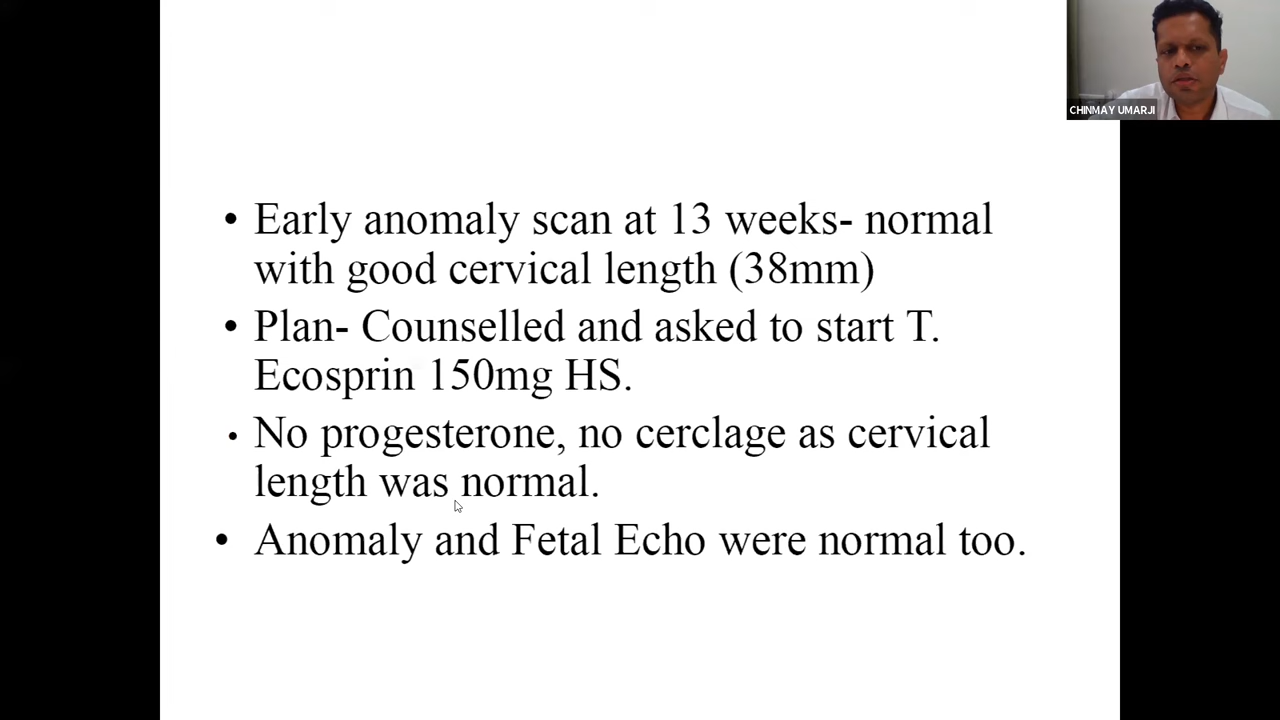 CHINMAY UMARJI
• Early anomaly scan at 13 weeks- normal
with good cervical length (38mm)
• Plan- Counselled and asked to start T.
Ecosprin 150mg HS.
• No progesterone, no cerclage as cervical
length was normal.
• Anomaly and Fetal Echo were normal too.